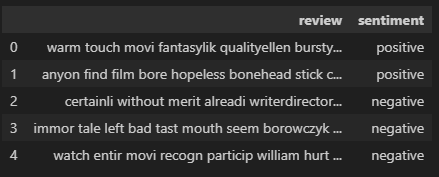 review sentiment
0 warm touch movi fantasylik qualityellen bursty... positive
1 anyon find film bore hopeless bonehead stick c... positive
2 certainli without merit alreadi writerdirector... negative
3 immor tale left bad tast mouth seem borowczyk ... negative
4 watch entir movi recogn particip william hurt ... negative